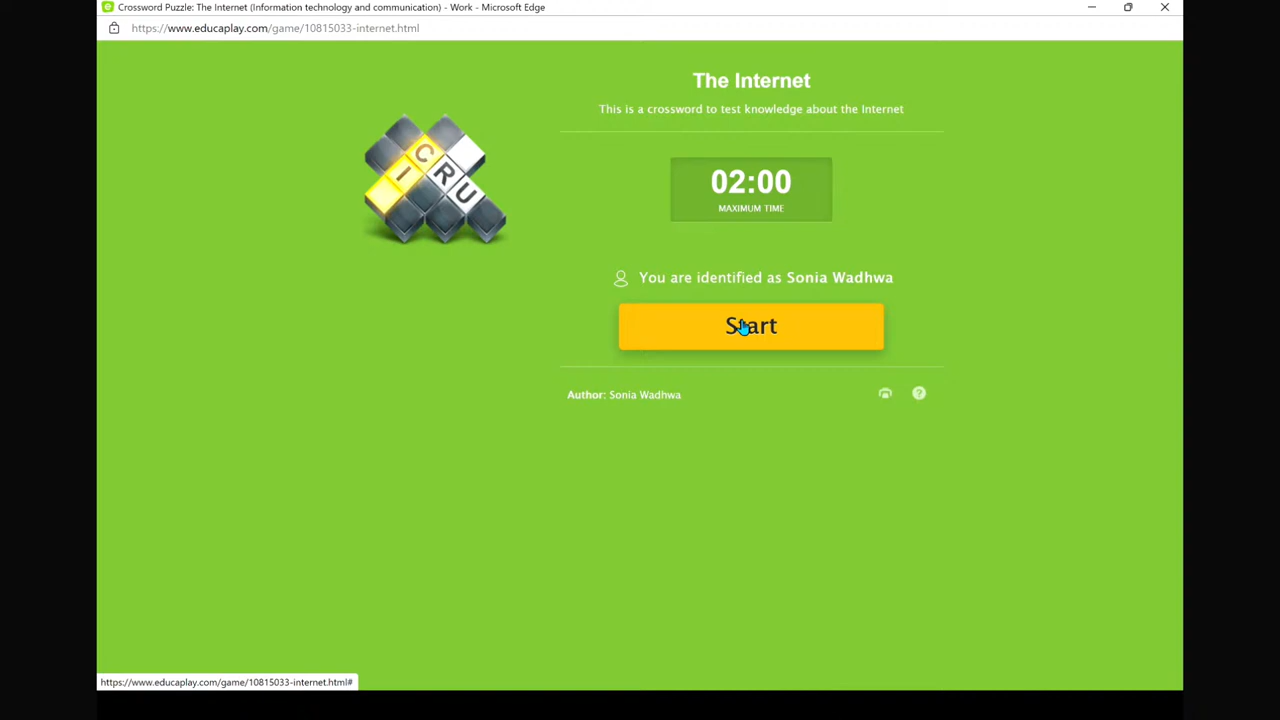 Crossword Puzzle: The Internet (Information technology and communication) - Work - Microsoft Edge
https://www.educaplay.com/game/10815033-internet.html
The Internet
This is a crossword to test knowledge about the Internet
C
I R U
02:00
MAXIMUM TIME
You are identified as Sonia Wadhwa
Start
Author: Sonia Wadhwa
?
https://www.educaplay.com/game/10815033-internet.html#